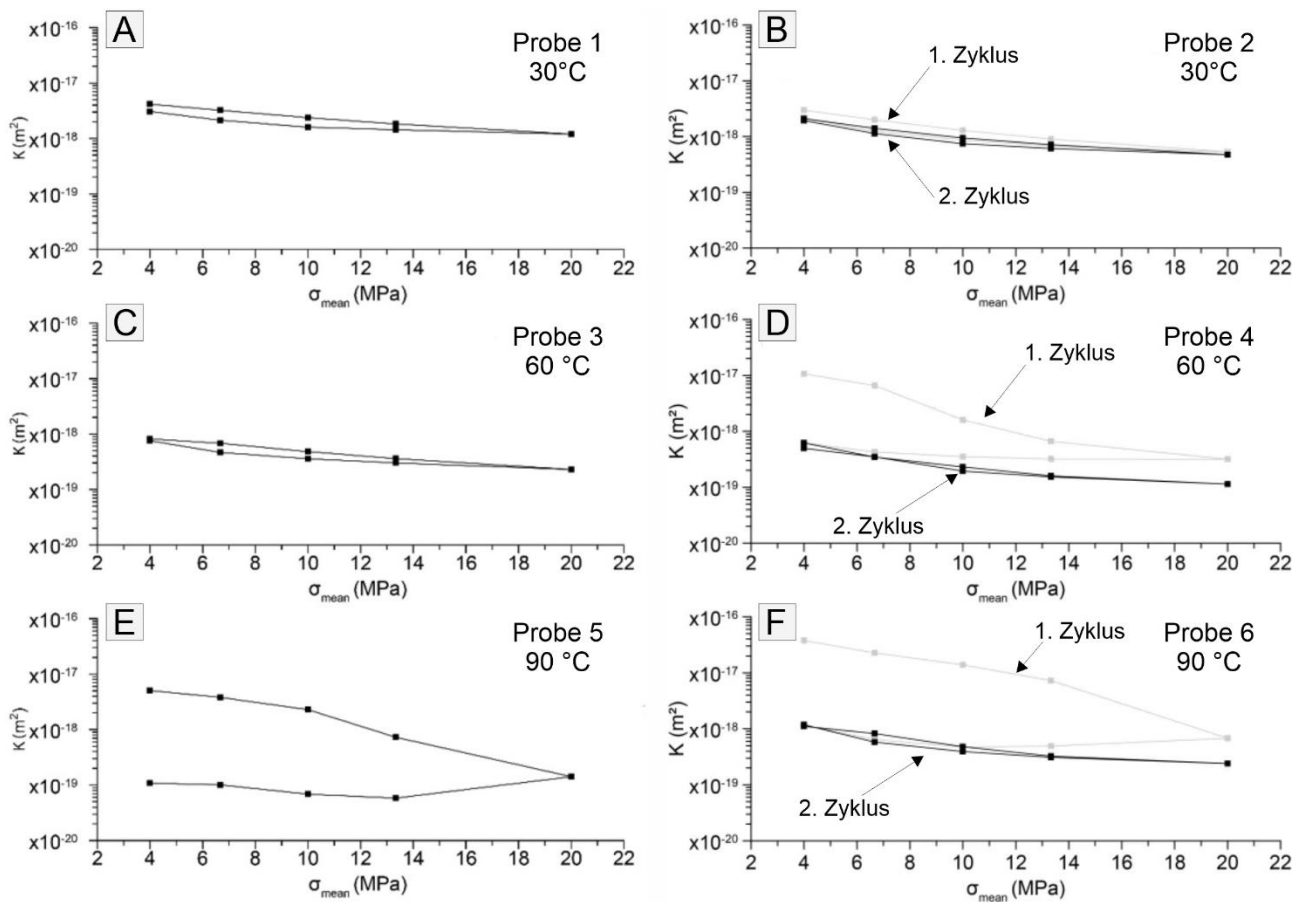 A
Probe 1
30°C
K (m²)
x10⁻¹⁶
x10⁻¹⁷
x10⁻¹⁸
x10⁻¹⁹
x10⁻²⁰
2 4 6 8 10 12 14 16 18 20 22
σmean (MPa)
B
Probe 2
30°C
1. Zyklus
2. Zyklus
K (m²)
x10⁻¹⁶
x10⁻¹⁷
x10⁻¹⁸
x10⁻¹⁹
x10⁻²⁰
2 4 6 8 10 12 14 16 18 20 22
σmean (MPa)
C
Probe 3
60 °C
K (m²)
x10⁻¹⁶
x10⁻¹⁷
x10⁻¹⁸
x10⁻¹⁹
x10⁻²⁰
2 4 6 8 10 12 14 16 18 20 22
σmean (MPa)
D
Probe 4
60 °C
1. Zyklus
2. Zyklus
K (m²)
x10⁻¹⁶
x10⁻¹⁷
x10⁻¹⁸
x10⁻¹⁹
x10⁻²⁰
2 4 6 8 10 12 14 16 18 20 22
σmean (MPa)
E
Probe 5
90 °C
K (m²)
x10⁻¹⁶
x10⁻¹⁷
x10⁻¹⁸
x10⁻¹⁹
x10⁻²⁰
2 4 6 8 10 12 14 16 18 20 22
σmean (MPa)
F
Probe 6
90 °C
1. Zyklus
2. Zyklus
K (m²)
x10⁻¹⁶
x10⁻¹⁷
x10⁻¹⁸
x10⁻¹⁹
x10⁻²⁰
2 4 6 8 10 12 14 16 18 20 22
σmean (MPa)